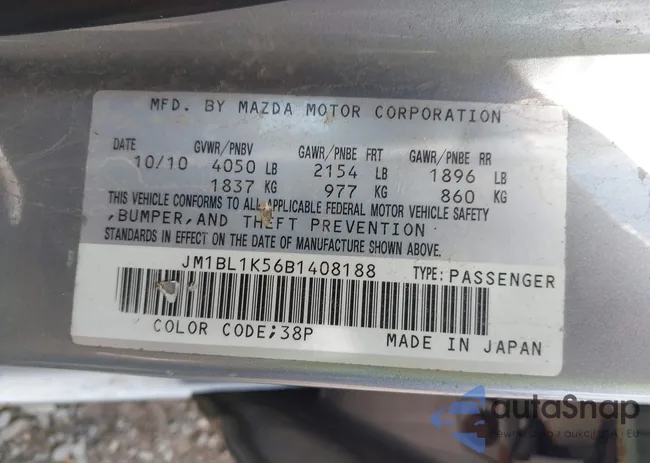 MFD. BY MAZDA MOTOR CORPORATION
DATE GVWR/PNBV GAWR/PNBE FRT GAWR/PNBE RR
10/10 4050 LB 2154 LB 1896 LB
1837 KG 977 KG 860 KG
THIS VEHICLE CONFORMS TO ALL APPLICABLE FEDERAL MOTOR VEHICLE SAFETY
,BUMPER,AND THEFT PREVENTION
STANDARDS IN EFFECT ON THE DATE OF MANUFACTURE SHOWN ABOVE.
JM1BL1K56B1408188 TYPE:PASSENGER
COLOR CODE;38P MADE IN JAPAN
autaSnap